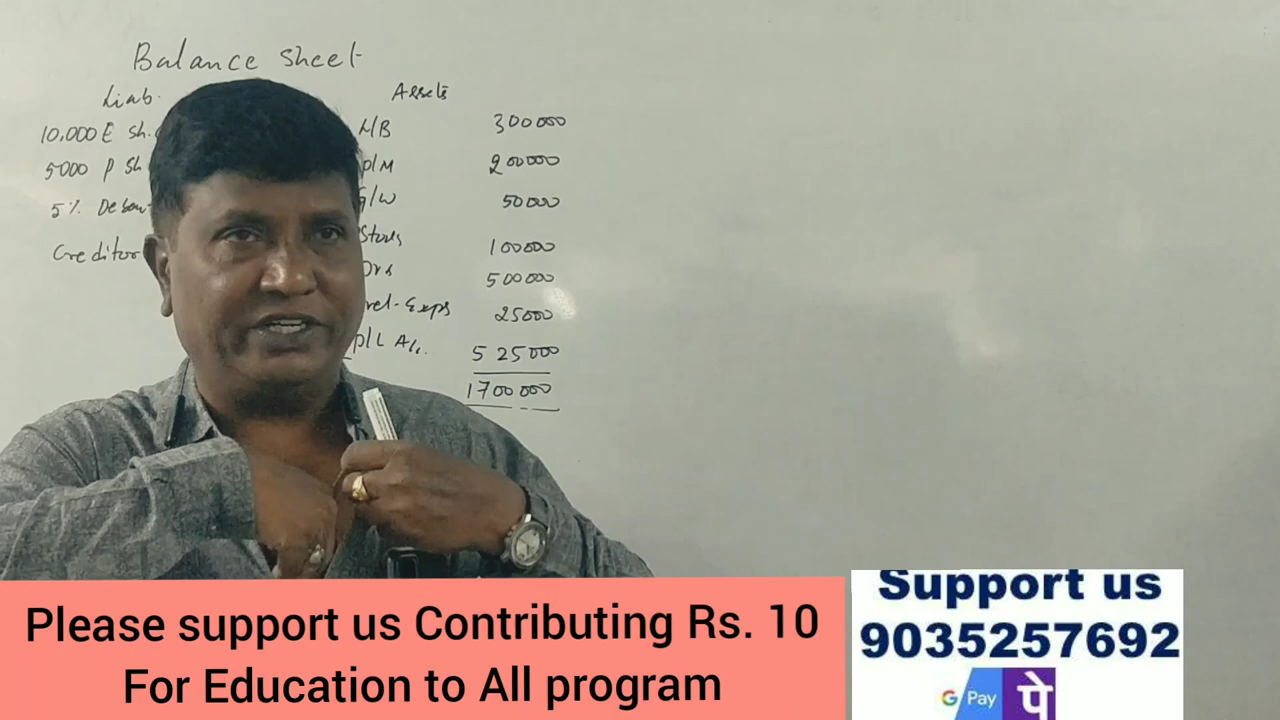 Balance Sheet
Liab. Assets
10,000 E Sh. L/B 300000
5000 P Sh P/M 200000
5% Deben G/W 50000
Creditor Stores 100000
Drs 500000
Prel. Exps 25000
P/L A/c. 525000
1700000
Please support us Contributing Rs. 10
For Education to All program
Support us
9035257692
G Pay पे